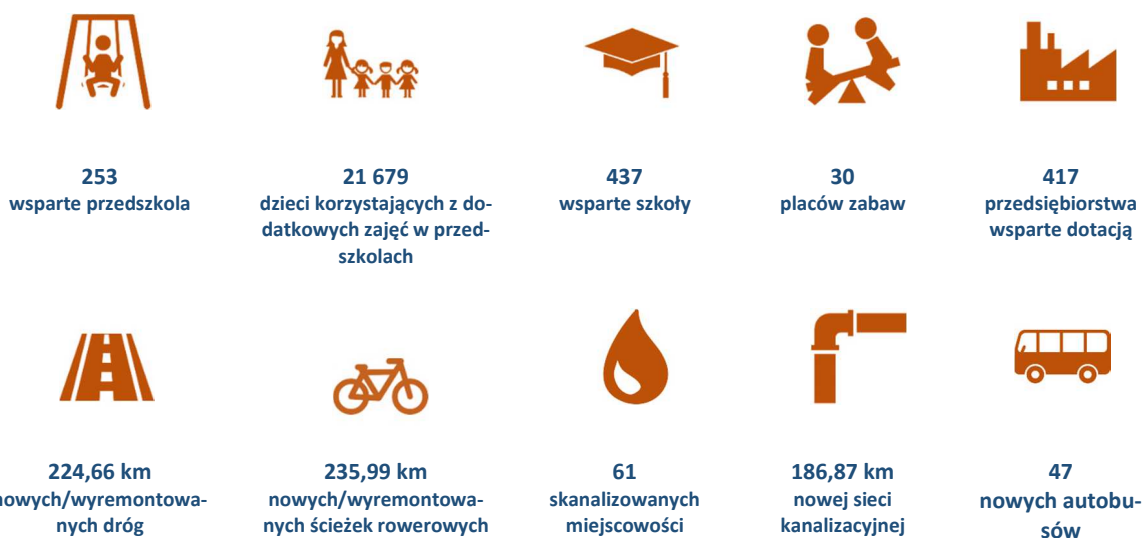 253
wsparte przedszkola
21 679
dzieci korzystających z do-
datkowych zajęć w przed-
szkolach
437
wsparte szkoły
30
placów zabaw
417
przedsiębiorstwa
wsparte dotacją
224,66 km
nowych/wyremontowa-
nych dróg
235,99 km
nowych/wyremontowa-
nych ścieżek rowerowych
61
skanalizowanych
miejscowości
186,87 km
nowej sieci
kanalizacyjnej
47
nowych autobu-
sów